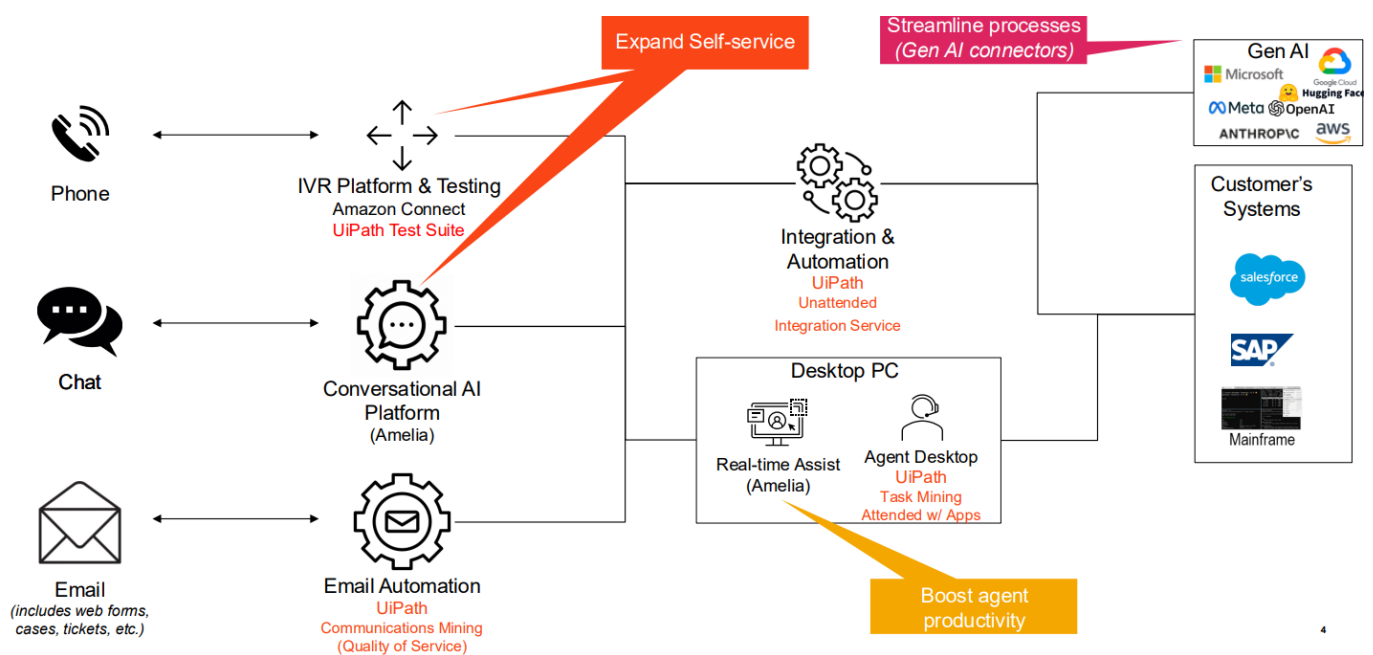 Expand Self-service
Streamline processes
(Gen AI connectors)
Gen AI
Microsoft
Google Cloud
Hugging Face
Meta
OpenAI
ANTHROP\C
aws
Phone
IVR Platform & Testing
Amazon Connect
UiPath Test Suite
Integration &
Automation
UiPath
Unattended
Integration Service
Customer's
Systems
salesforce
SAP
Mainframe
Chat
Conversational AI
Platform
(Amelia)
Desktop PC
Real-time Assist
(Amelia)
Agent Desktop
UiPath
Task Mining
Attended w/ Apps
Email
(includes web forms,
cases, tickets, etc.)
Email Automation
UiPath
Communications Mining
(Quality of Service)
Boost agent
productivity
4